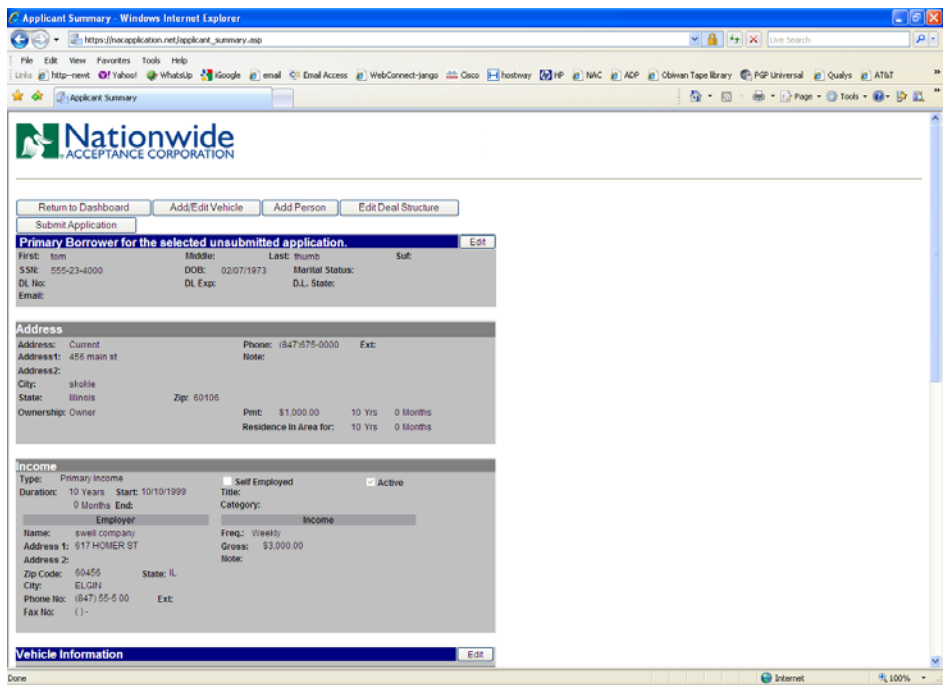 Applicant Summary - Windows Internet Explorer
https://nacapplication.net/applicant_summary.asp Live Search
File Edit View Favorites Tools Help
Links http--newt Yahoo! WhatsUp iGoogle email Email Access WebConnect-jango Cisco hostway HP NAC ADP Obiwan Tape library PGP Universal Qualys AT&T »
Applicant Summary Page Tools »
Nationwide
ACCEPTANCE CORPORATION
Return to Dashboard Add/Edit Vehicle Add Person Edit Deal Structure
Submit Application
Primary Borrower for the selected unsubmitted application. Edit
First: tom Middle: Last: thumb Suf:
SSN: 555-23-4000 DOB: 02/07/1973 Marital Status:
DL No: DL Exp: D.L. State:
Email:
Address
Address: Current Phone: (847)675-0000 Ext:
Address1: 456 main st Note:
Address2:
City: skokie
State: Illinois Zip: 60106
Ownership: Owner Pmt: $1,000.00 10 Yrs 0 Months
Residence In Area for: 10 Yrs 0 Months
Income
Type: Primary Income Self Employed Active
Duration: 10 Years Start: 10/10/1999 Title:
0 Months End: Category:
Employer Income
Name: swell company Freq.: Weekly
Address 1: 617 HOMER ST Gross: $3,000.00
Address 2: Note:
Zip Code: 60456 State: IL
City: ELGIN
Phone No: (847) 55-5 00 Ext:
Fax No: ( ) -
Vehicle Information Edit
Done Internet 100%